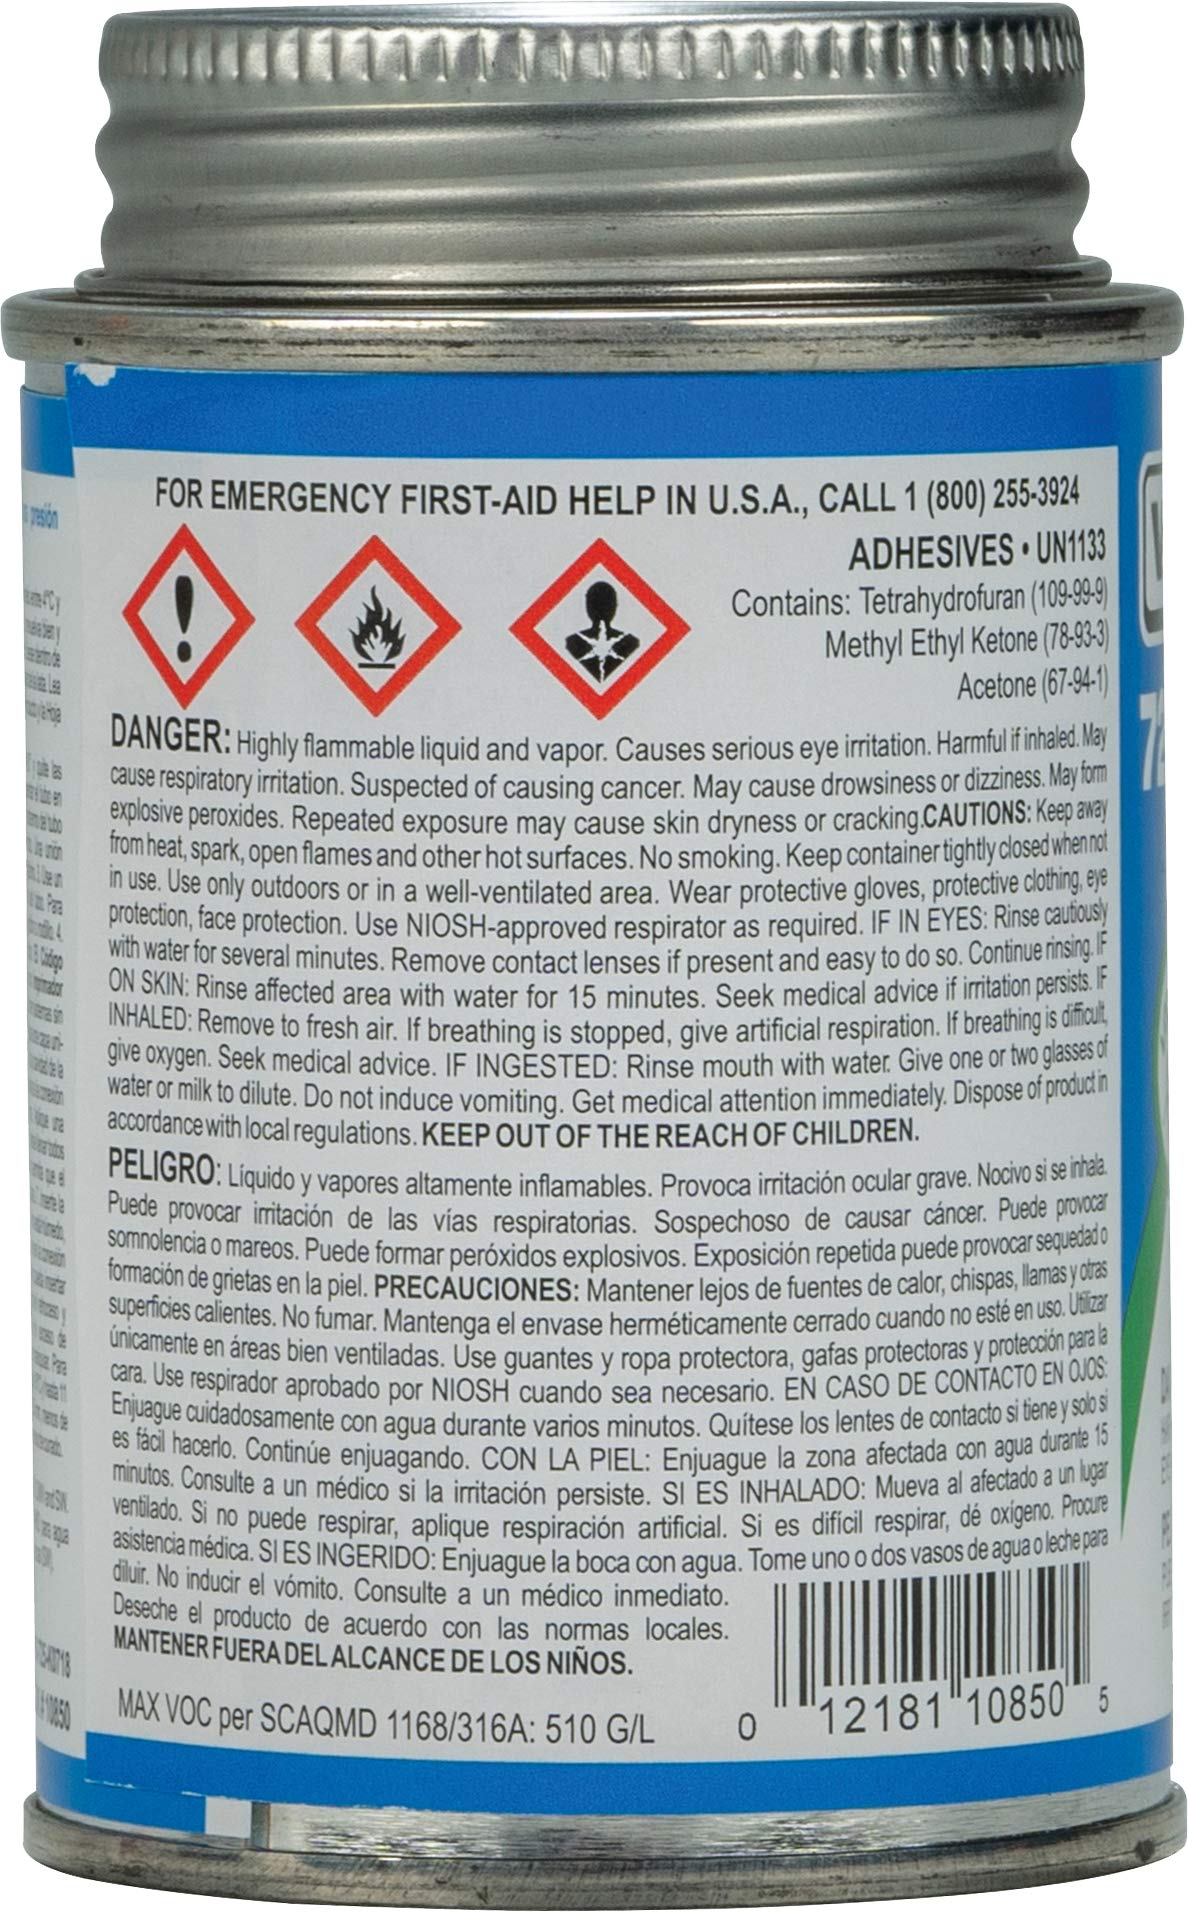 FOR EMERGENCY FIRST-AID HELP IN U.S.A., CALL 1 (800) 255-3924
ADHESIVES • UN1133
Contains: Tetrahydrofuran (109-99-9)
Methyl Ethyl Ketone (78-93-3)
Acetone (67-94-1)
DANGER: Highly flammable liquid and vapor. Causes serious eye irritation. Harmful if inhaled. May
cause respiratory irritation. Suspected of causing cancer. May cause drowsiness or dizziness. May form
explosive peroxides. Repeated exposure may cause skin dryness or cracking.CAUTIONS: Keep away
from heat, spark, open flames and other hot surfaces. No smoking. Keep container tightly closed when not
in use. Use only outdoors or in a well-ventilated area. Wear protective gloves, protective clothing, eye
protection, face protection. Use NIOSH-approved respirator as required. IF IN EYES: Rinse cautiously
with water for several minutes. Remove contact lenses if present and easy to do so. Continue rinsing. IF
ON SKIN: Rinse affected area with water for 15 minutes. Seek medical advice if irritation persists. IF
INHALED: Remove to fresh air. If breathing is stopped, give artificial respiration. If breathing is difficult,
give oxygen. Seek medical advice. IF INGESTED: Rinse mouth with water. Give one or two glasses of
water or milk to dilute. Do not induce vomiting. Get medical attention immediately. Dispose of product in
accordance with local regulations. KEEP OUT OF THE REACH OF CHILDREN.
PELIGRO: Líquido y vapores altamente inflamables. Provoca irritación ocular grave. Nocivo si se inhala.
Puede provocar irritación de las vías respiratorias. Sospechoso de causar cáncer. Puede provocar
somnolencia o mareos. Puede formar peróxidos explosivos. Exposición repetida puede provocar sequedad o
formación de grietas en la piel. PRECAUCIONES: Mantener lejos de fuentes de calor, chispas, llamas y otras
superficies calientes. No fumar. Mantenga el envase herméticamente cerrado cuando no esté en uso. Utilizar
únicamente en áreas bien ventiladas. Use guantes y ropa protectora, gafas protectoras y protección para la
cara. Use respirador aprobado por NIOSH cuando sea necesario. EN CASO DE CONTACTO EN OJOS:
Enjuague cuidadosamente con agua durante varios minutos. Quítese los lentes de contacto si tiene y solo si
es fácil hacerlo. Continúe enjuagando. CON LA PIEL: Enjuague la zona afectada con agua durante 15
minutos. Consulte a un médico si la irritación persiste. SI ES INHALADO: Mueva al afectado a un lugar
ventilado. Si no puede respirar, aplique respiración artificial. Si es difícil respirar, dé oxígeno. Procure
asistencia médica. SI ES INGERIDO: Enjuague la boca con agua. Tome uno o dos vasos de agua o leche para
diluir. No inducir el vómito. Consulte a un médico inmediato.
Deseche el producto de acuerdo con las normas locales.
MANTENER FUERA DEL ALCANCE DE LOS NIÑOS.
MAX VOC per SCAQMD 1168/316A: 510 G/L
0 12181 10850 5
presión
72
# 10850